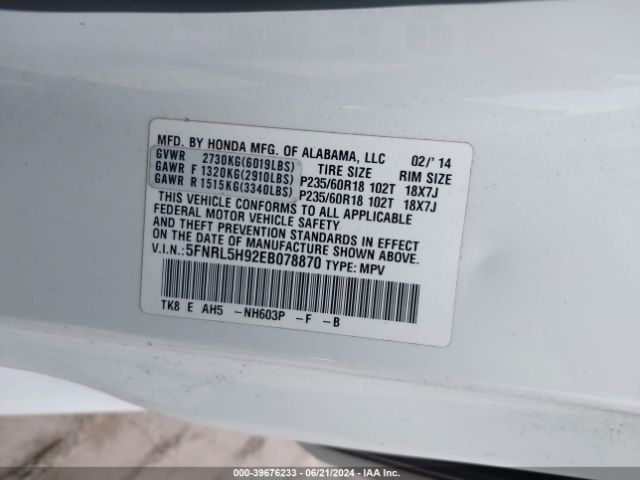 MFD. BY HONDA MFG. OF ALABAMA, LLC 02/'14
GVWR 2730KG(6019LBS) TIRE SIZE RIM SIZE
GAWR F 1320KG(2910LBS) P235/60R18 102T 18X7J
GAWR R 1515KG(3340LBS) P235/60R18 102T 18X7J
THIS VEHICLE CONFORMS TO ALL APPLICABLE
FEDERAL MOTOR VEHICLE SAFETY
AND THEFT PREVENTION STANDARDS IN EFFECT
ON THE DATE OF MANUFACTURE SHOWN ABOVE.
V.I.N.:5FNRL5H92EB078870 TYPE: MPV
TK8 E AH5 -NH603P -F -B
000-39676233 - 06/21/2024 - IAA Inc.